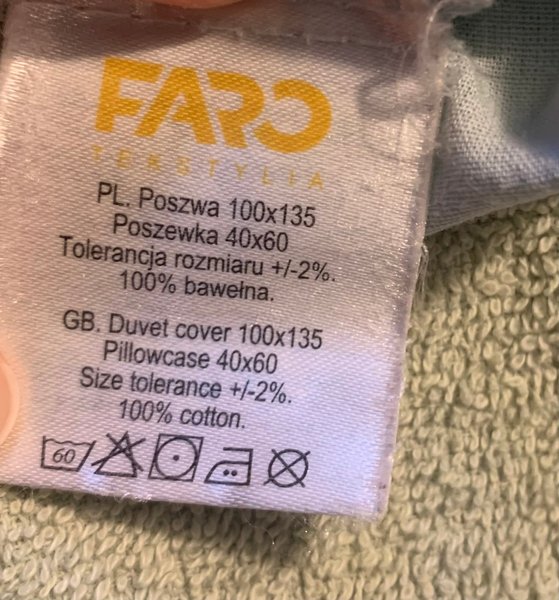 FARO
TEKSTYLIA
PL. Poszwa 100x135
Poszewka 40x60
Tolerancja rozmiaru +/-2%.
100% bawełna.
GB. Duvet cover 100x135
Pillowcase 40x60
Size tolerance +/-2%.
100% cotton.
60